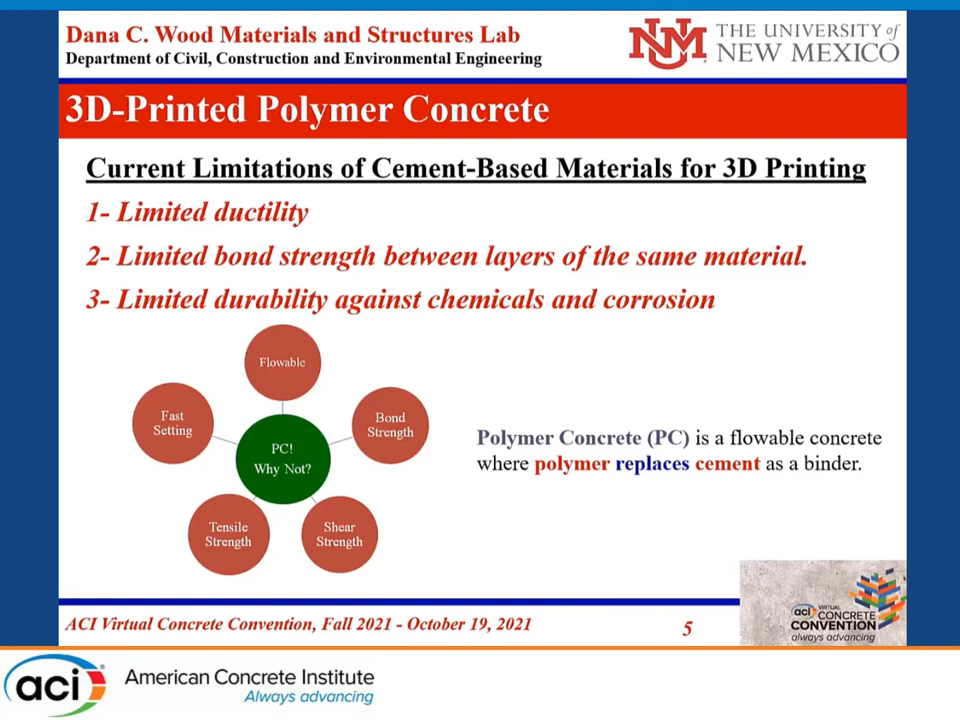 Dana C. Wood Materials and Structures Lab
Department of Civil, Construction and Environmental Engineering
UNM THE UNIVERSITY of
NEW MEXICO
3D-Printed Polymer Concrete
Current Limitations of Cement-Based Materials for 3D Printing
1- Limited ductility
2- Limited bond strength between layers of the same material.
3- Limited durability against chemicals and corrosion
Flowable
Fast
Setting
Bond
Strength
PC!
Why Not?
Tensile
Strength
Shear
Strength
Polymer Concrete (PC) is a flowable concrete
where polymer replaces cement as a binder.
ACI Virtual Concrete Convention, Fall 2021 - October 19, 2021
5
aci VIRTUAL
CONCRETE
CONVENTION
always advancing
aci
American Concrete Institute
Always advancing